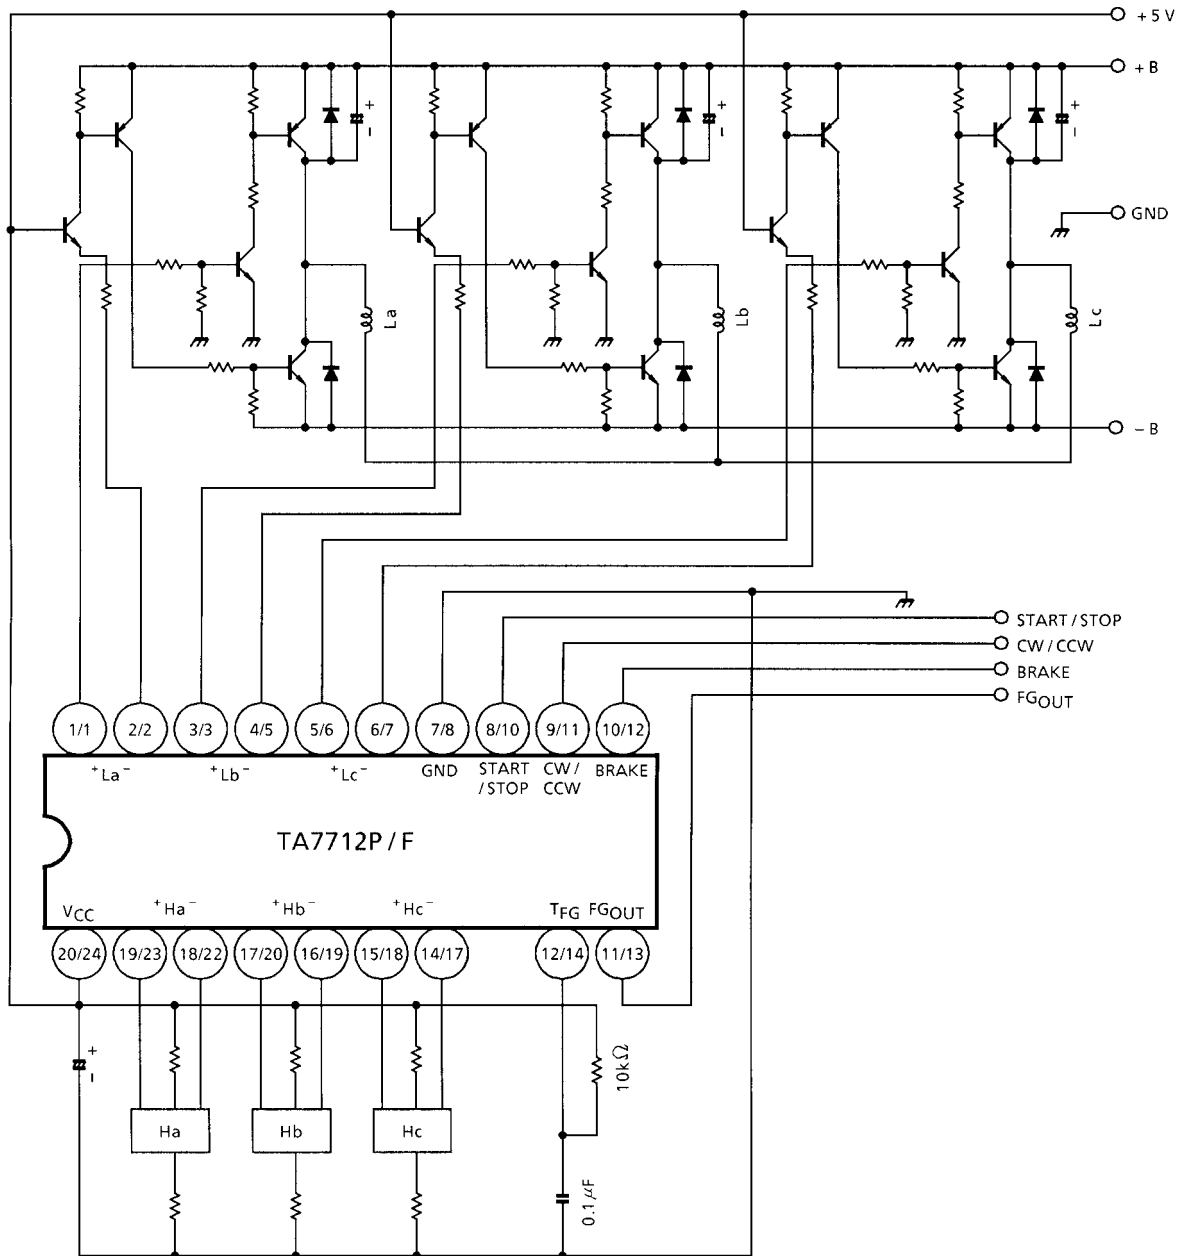 +5 V
+B
+
-
+
-
+
-
GND
La
Lb
Lc
-B
START/STOP
CW/CCW
BRAKE
FGOUT
1/1 2/2 3/3 4/5 5/6 6/7 7/8 8/10 9/11 10/12
+La- +Lb- +Lc- GND START/STOP CW/CCW BRAKE
TA7712P/F
VCC +Ha- +Hb- +Hc- TFG FGOUT
20/24 19/23 18/22 17/20 16/19 15/18 14/17 12/14 11/13
+
-
10kΩ
Ha Hb Hc
0.1μF